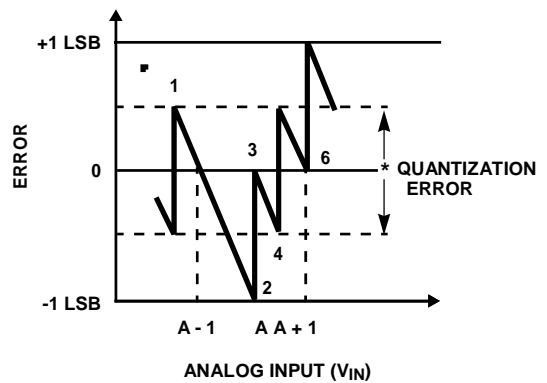 +1 LSB
1
3
6
0
* QUANTIZATION
ERROR
ERROR
4
2
-1 LSB
A - 1
A
A + 1
ANALOG INPUT (VIN)